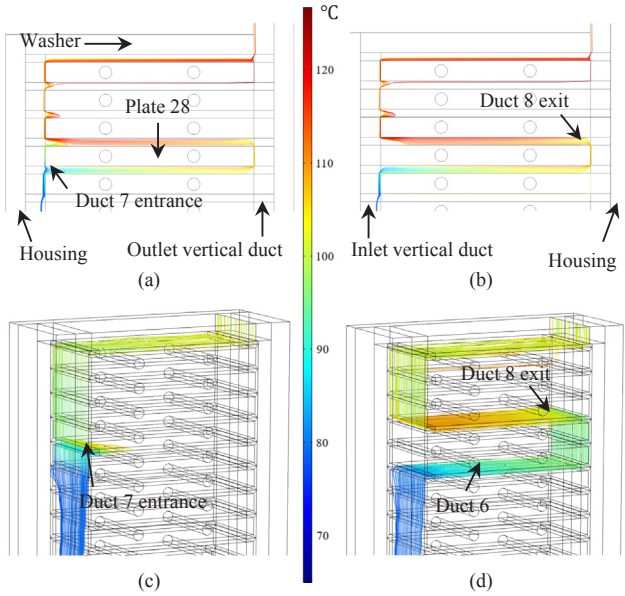 ℃
Washer
Plate 28
Duct 7 entrance
Housing
Outlet vertical duct
(a)
120
110
100
90
80
70
Duct 8 exit
Inlet vertical duct
Housing
(b)
Duct 7 entrance
(c)
Duct 8 exit
Duct 6
(d)